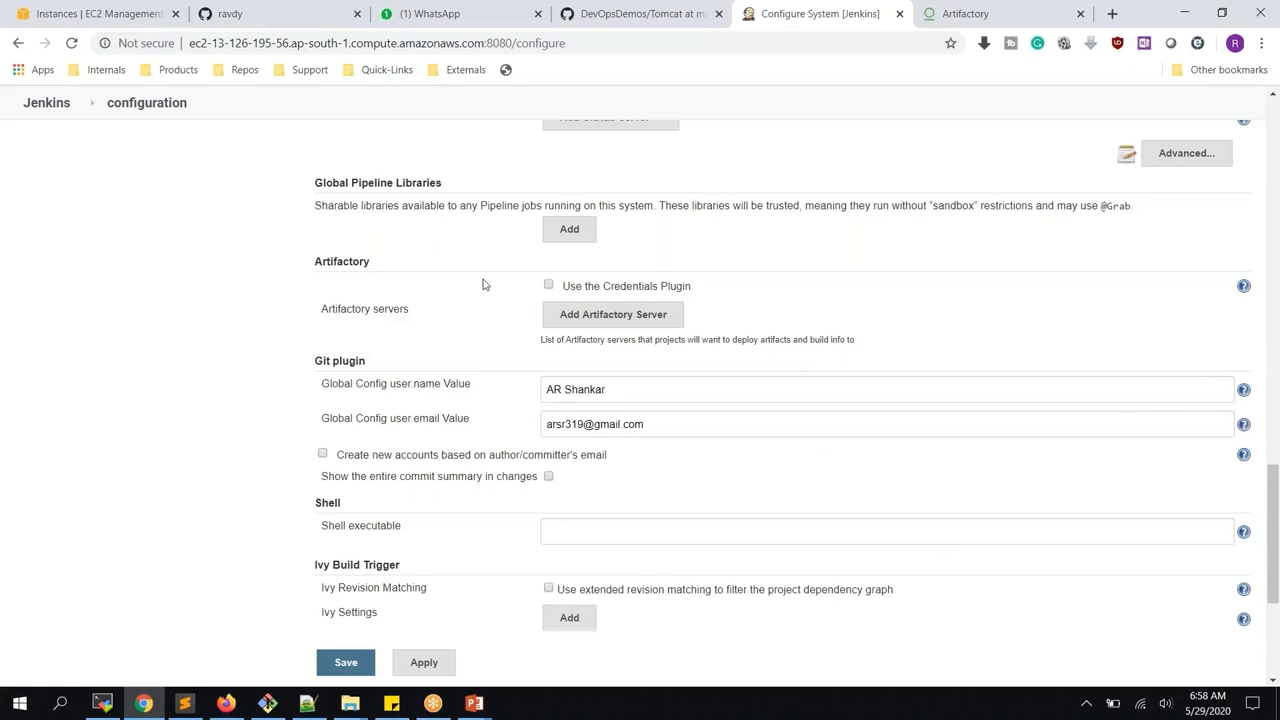 Instances | EC2 Management
ravdy
(1) WhatsApp
DevOpsDemos/Tomcat at m
Configure System [Jenkins]
Artifactory
Not secure | ec2-13-126-195-56.ap-south-1.compute.amazonaws.com:8080/configure
Apps Internals Products Repos Support Quick-Links Externals Other bookmarks
Jenkins configuration
Advanced...
Global Pipeline Libraries
Sharable libraries available to any Pipeline jobs running on this system. These libraries will be trusted, meaning they run without "sandbox" restrictions and may use @Grab.
Add
Artifactory
Use the Credentials Plugin
Artifactory servers
Add Artifactory Server
List of Artifactory servers that projects will want to deploy artifacts and build info to
Git plugin
Global Config user.name Value AR Shankar
Global Config user.email Value arsr319@gmail.com
Create new accounts based on author/committer's email
Show the entire commit summary in changes
Shell
Shell executable
Ivy Build Trigger
Ivy Revision Matching Use extended revision matching to filter the project dependency graph
Ivy Settings Add
Save Apply
6:58 AM
5/29/2020